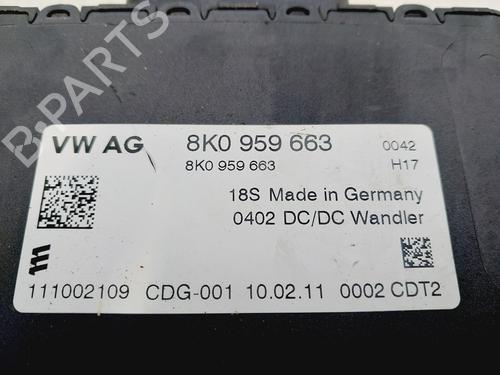 VW AG 8K0 959 663 0042
8K0 959 663 H17
18S Made in Germany
0402 DC/DC Wandler
111002109 CDG-001 10.02.11 0002 CDT2
B-PARTS